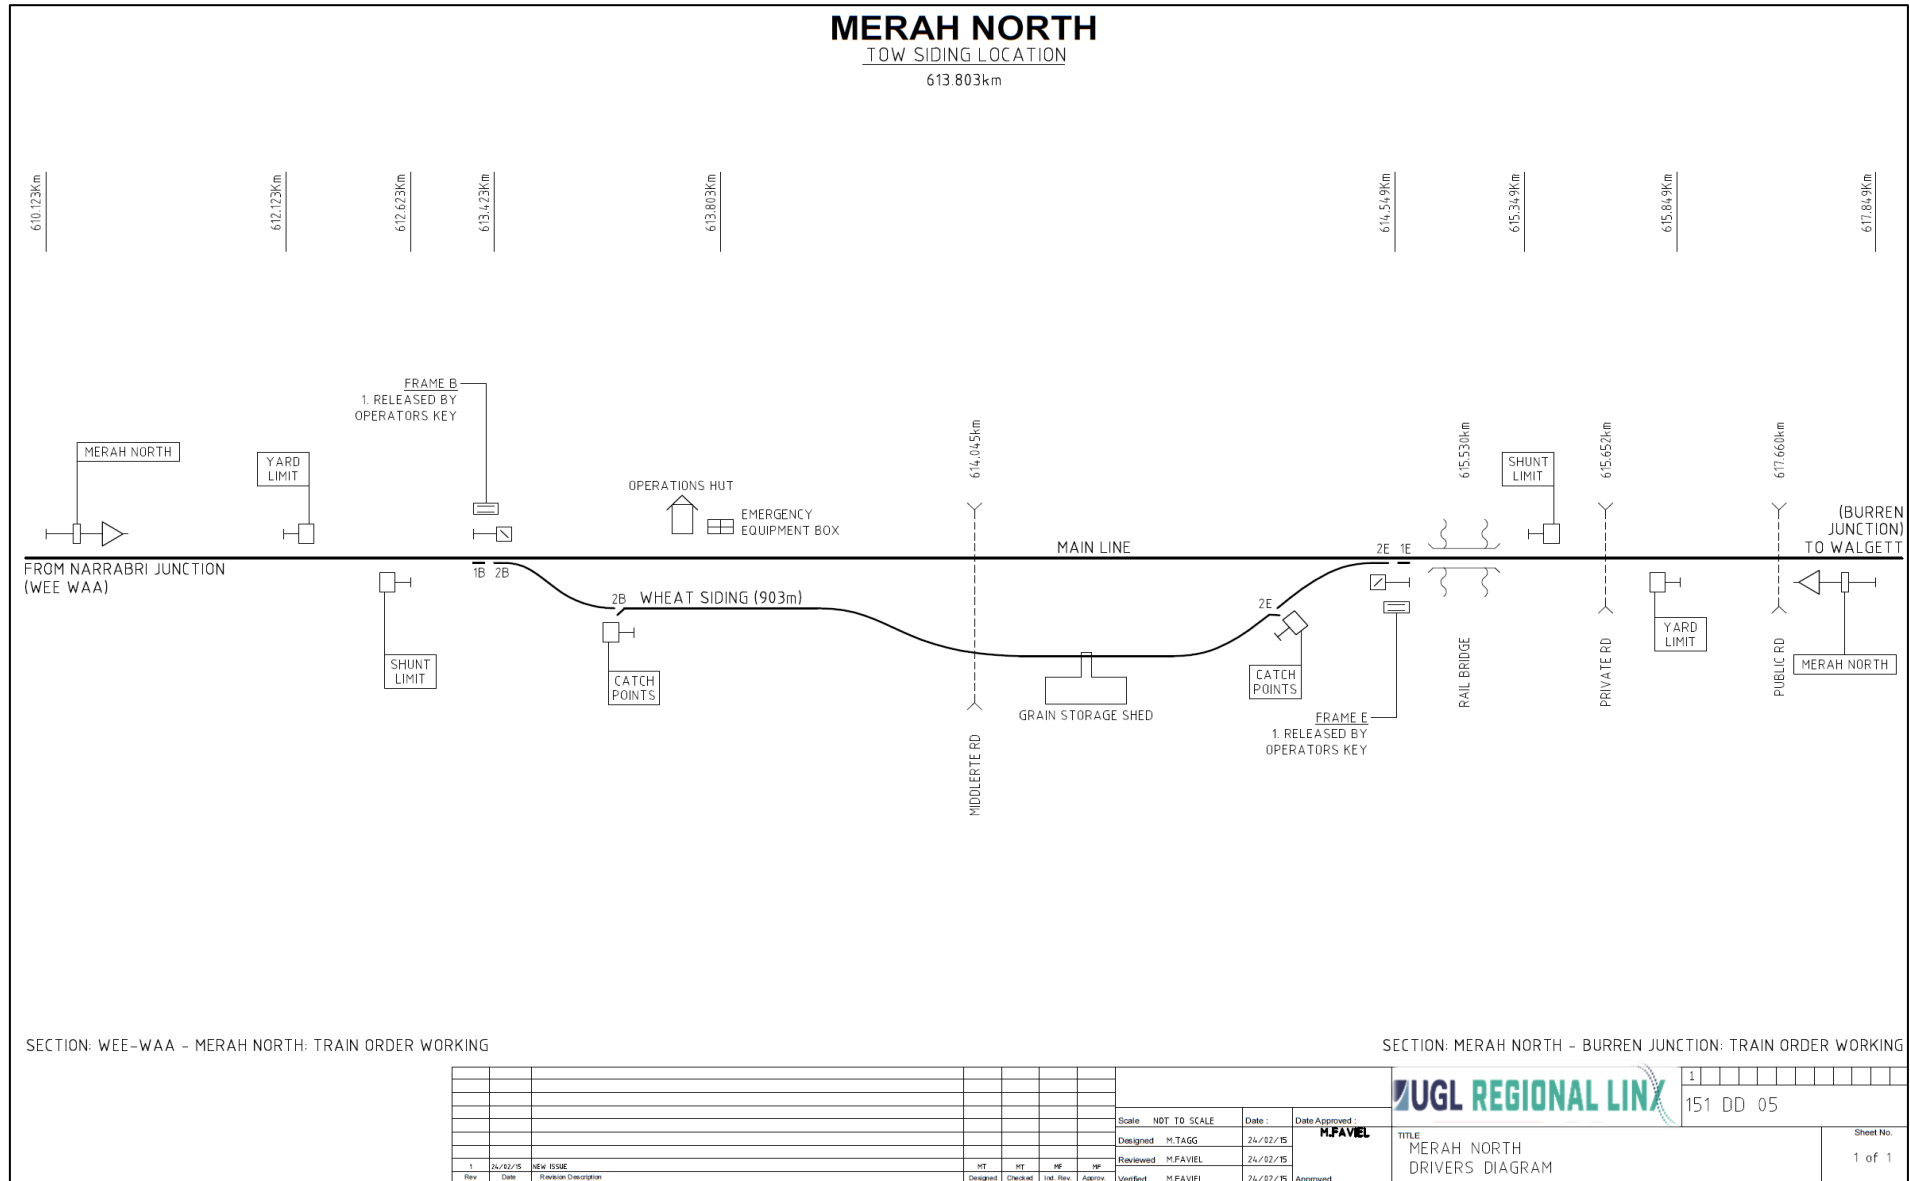 MERAH NORTH
TOW SIDING LOCATION
613.803km
610.123Km
612.123Km
612.623Km
613.423Km
613.803Km
614.549Km
615.349Km
615.849Km
617.849Km
FRAME B
1. RELEASED BY
OPERATORS KEY
MERAH NORTH
YARD
LIMIT
OPERATIONS HUT
EMERGENCY
EQUIPMENT BOX
614.045km
615.530km
SHUNT
LIMIT
615.652km
617.660km
(BURREN
JUNCTION)
TO WALGETT
MAIN LINE
2E 1E
FROM NARRABRI JUNCTION
(WEE WAA)
1B 2B
2B WHEAT SIDING (903m)
2E
SHUNT
LIMIT
CATCH
POINTS
GRAIN STORAGE SHED
CATCH
POINTS
FRAME E
1. RELEASED BY
OPERATORS KEY
MIDDLERTE RD
RAIL BRIDGE
PRIVATE RD
YARD
LIMIT
PUBLIC RD
MERAH NORTH
SECTION: WEE-WAA - MERAH NORTH: TRAIN ORDER WORKING
SECTION: MERAH NORTH - BURREN JUNCTION: TRAIN ORDER WORKING
1 24/02/15 NEW ISSUE MT MT MF MF
Rev Date Revision Description Designed Checked Ind. Rev. Approv.
Scale NOT TO SCALE Date : Date Approved :
M.FAVIEL
Designed M.TAGG 24/02/15
Reviewed M.FAVIEL 24/02/15
Verified M.FAVIEL 24/02/15 Approved
UGL REGIONAL LINX
1
151 DD 05
TITLE
MERAH NORTH
DRIVERS DIAGRAM
Sheet No.
1 of 1